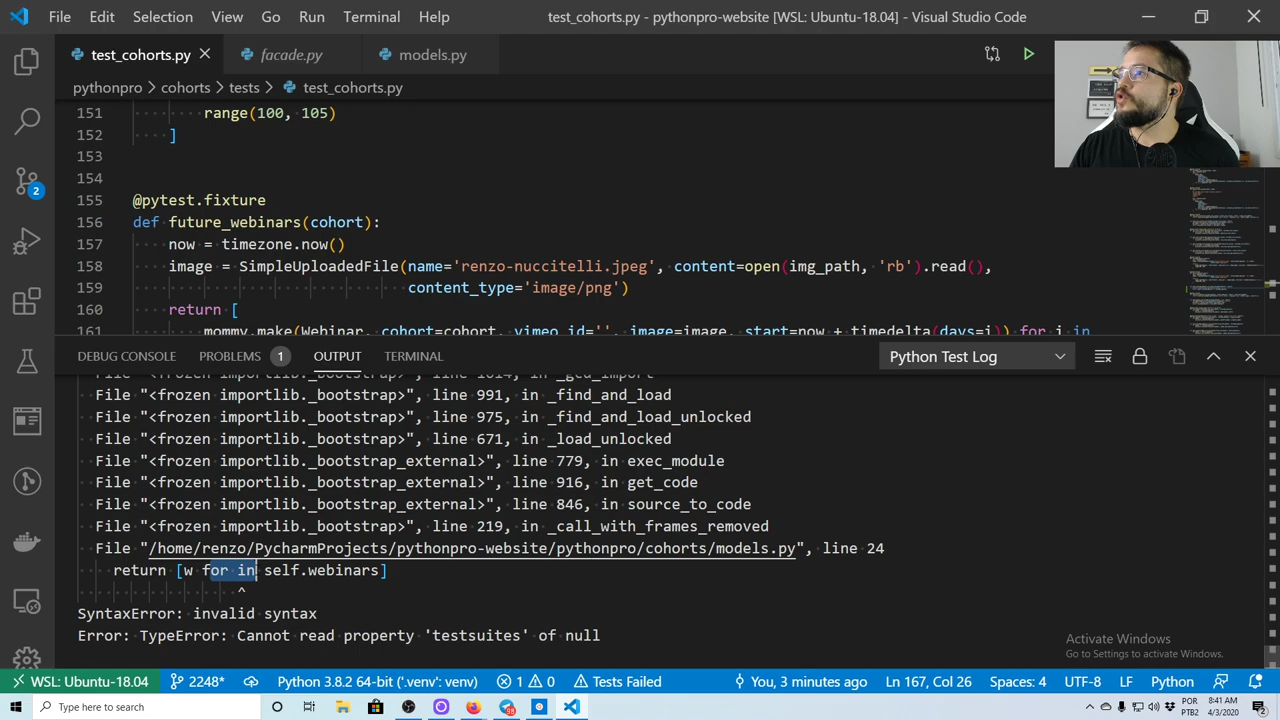 File Edit Selection View Go Run Terminal Help test_cohorts.py - pythonpro-website [WSL: Ubuntu-18.04] - Visual Studio Code
test_cohorts.py facade.py models.py
pythonpro > cohorts > tests > test_cohorts.py
151 range(100, 105)
152 ]
153
154
155 @pytest.fixture
156 def future_webinars(cohort):
157 now = timezone.now()
158 image = content= 'rb')
159 content_type='image/png')
160 return [
161 mommy.make(Webinar, cohort=cohort, image=image, start=now + timedelta(days=i)) for i in
DEBUG CONSOLE PROBLEMS 1 OUTPUT TERMINAL Python Test Log
File "<frozen importlib._bootstrap>", line 1014, in _gcd_import
File "<frozen importlib._bootstrap>", line 991, in _find_and_load
File "<frozen importlib._bootstrap>", line 975, in _find_and_load_unlocked
File "<frozen importlib._bootstrap>", line 671, in _load_unlocked
File "<frozen importlib._bootstrap_external>", line 779, in exec_module
File "<frozen importlib._bootstrap_external>", line 916, in get_code
File "<frozen importlib._bootstrap_external>", line 846, in source_to_code
File "<frozen importlib._bootstrap>", line 219, in _call_with_frames_removed
File "/home/renzo/PycharmProjects/pythonpro-website/pythonpro/cohorts/models.py", line 24
return [w for in self.webinars]
^
SyntaxError: invalid syntax
Error: TypeError: Cannot read property 'testsuites' of null
Activate Windows
Go to Settings to activate Windows.
2
WSL: Ubuntu-18.04 2248* Python 3.8.2 64-bit ('.venv': venv) 1 0 Tests Failed You, 3 minutes ago Ln 167, Col 26 Spaces: 4 UTF-8 LF Python
Type here to search 98 POR 8:41 AM
PTB2 4/3/2020 2